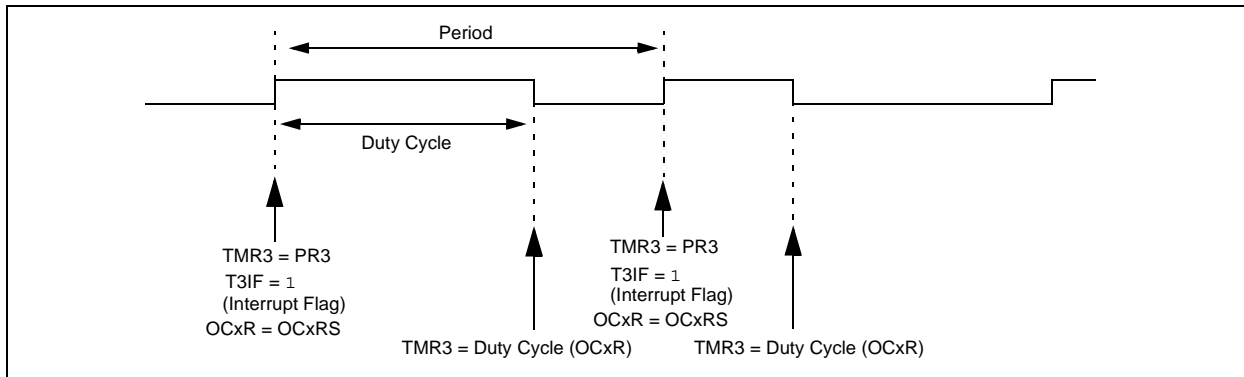 Period
Duty Cycle
TMR3 = PR3
T3IF = 1
(Interrupt Flag)
OCxR = OCxRS
TMR3 = Duty Cycle (OCxR)
TMR3 = PR3
T3IF = 1
(Interrupt Flag)
OCxR = OCxRS
TMR3 = Duty Cycle (OCxR)